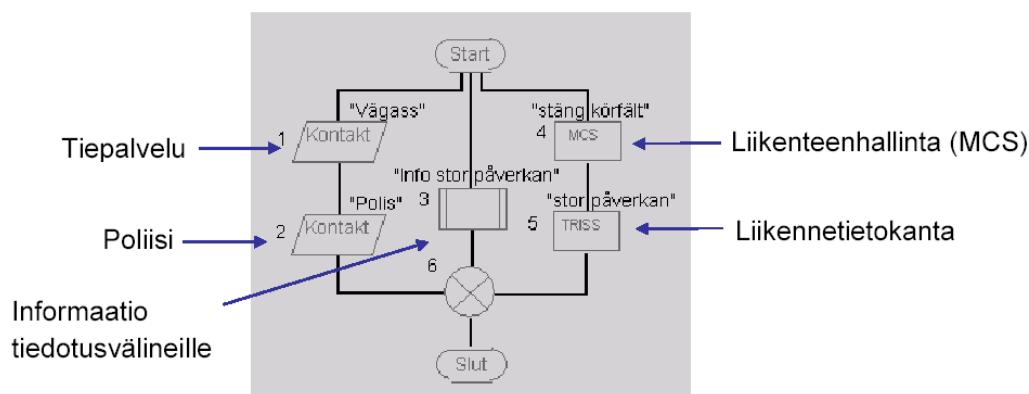 Start
"Vägass"
1
Kontakt
Tiepalvelu
"stäng körfält"
4
MCS
Liikenteenhallinta (MCS)
"Info stor påverkan"
3
"Polis"
2
Kontakt
Poliisi
"stor påverkan"
5
TRISS
Liikennetietokanta
6
Informaatio
tiedotusvälineille
Slut